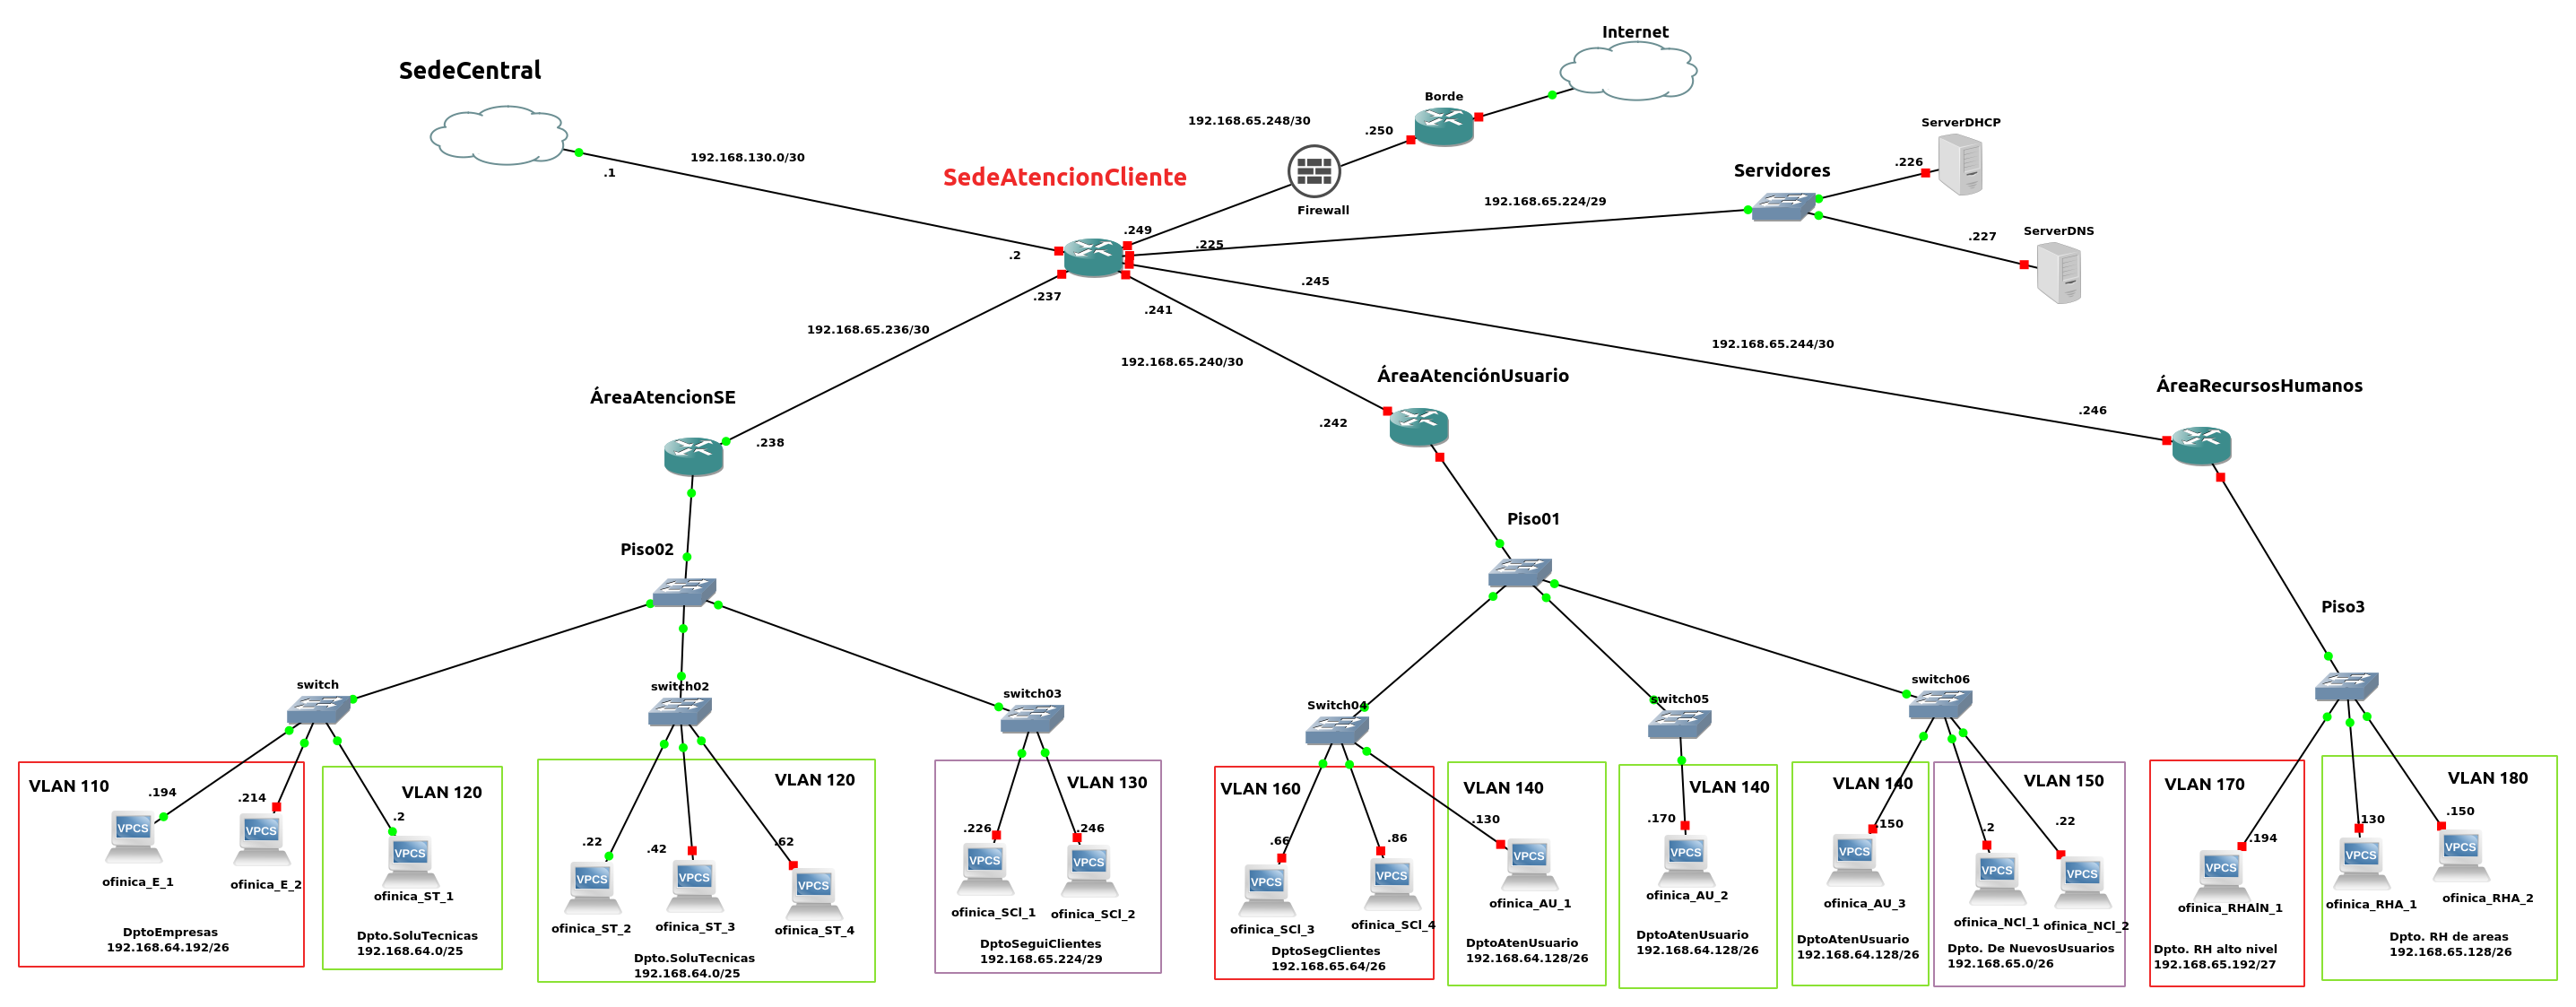 Internet
SedeCentral
Borde
192.168.65.248/30
.250
ServerDHCP
192.168.130.0/30
.1
SedeAtencionCliente
Servidores
.226
Firewall
192.168.65.224/29
.249
.225
.227
ServerDNS
.2
.237
.241
.245
192.168.65.236/30
192.168.65.240/30
192.168.65.244/30
ÁreaAtencionSE
ÁreaAtenciónUsuario
ÁreaRecursosHumanos
.238
.242
.246
Piso02
Piso01
Piso3
switch
switch02
switch03
Switch04
switch05
switch06
VLAN 110
.194
.214
VPCS
VPCS
ofinica_E_1
ofinica_E_2
DptoEmpresas
192.168.64.192/26
VLAN 120
.2
VPCS
ofinica_ST_1
Dpto.SoluTecnicas
192.168.64.0/25
VLAN 120
.22
.42
.62
VPCS
VPCS
VPCS
ofinica_ST_2
ofinica_ST_3
ofinica_ST_4
Dpto.SoluTecnicas
192.168.64.0/25
VLAN 130
.226
.246
VPCS
VPCS
ofinica_SCl_1
ofinica_SCl_2
DptoSeguiClientes
192.168.65.224/29
VLAN 160
.66
.86
VPCS
VPCS
ofinica_SCl_3
ofinica_SCl_4
DptoSegClientes
192.168.65.64/26
VLAN 140
.130
VPCS
ofinica_AU_1
DptoAtenUsuario
192.168.64.128/26
VLAN 140
.170
VPCS
ofinica_AU_2
DptoAtenUsuario
192.168.64.128/26
VLAN 140
.150
VPCS
ofinica_AU_3
DptoAtenUsuario
192.168.64.128/26
VLAN 150
.2
.22
VPCS
VPCS
ofinica_NCl_1
ofinica_NCl_2
Dpto. De NuevosUsuarios
192.168.65.0/26
VLAN 170
.194
VPCS
ofinica_RHAlN_1
Dpto. RH alto nivel
192.168.65.192/27
VLAN 180
.130
.150
VPCS
VPCS
ofinica_RHA_1
ofinica_RHA_2
Dpto. RH de areas
192.168.65.128/26